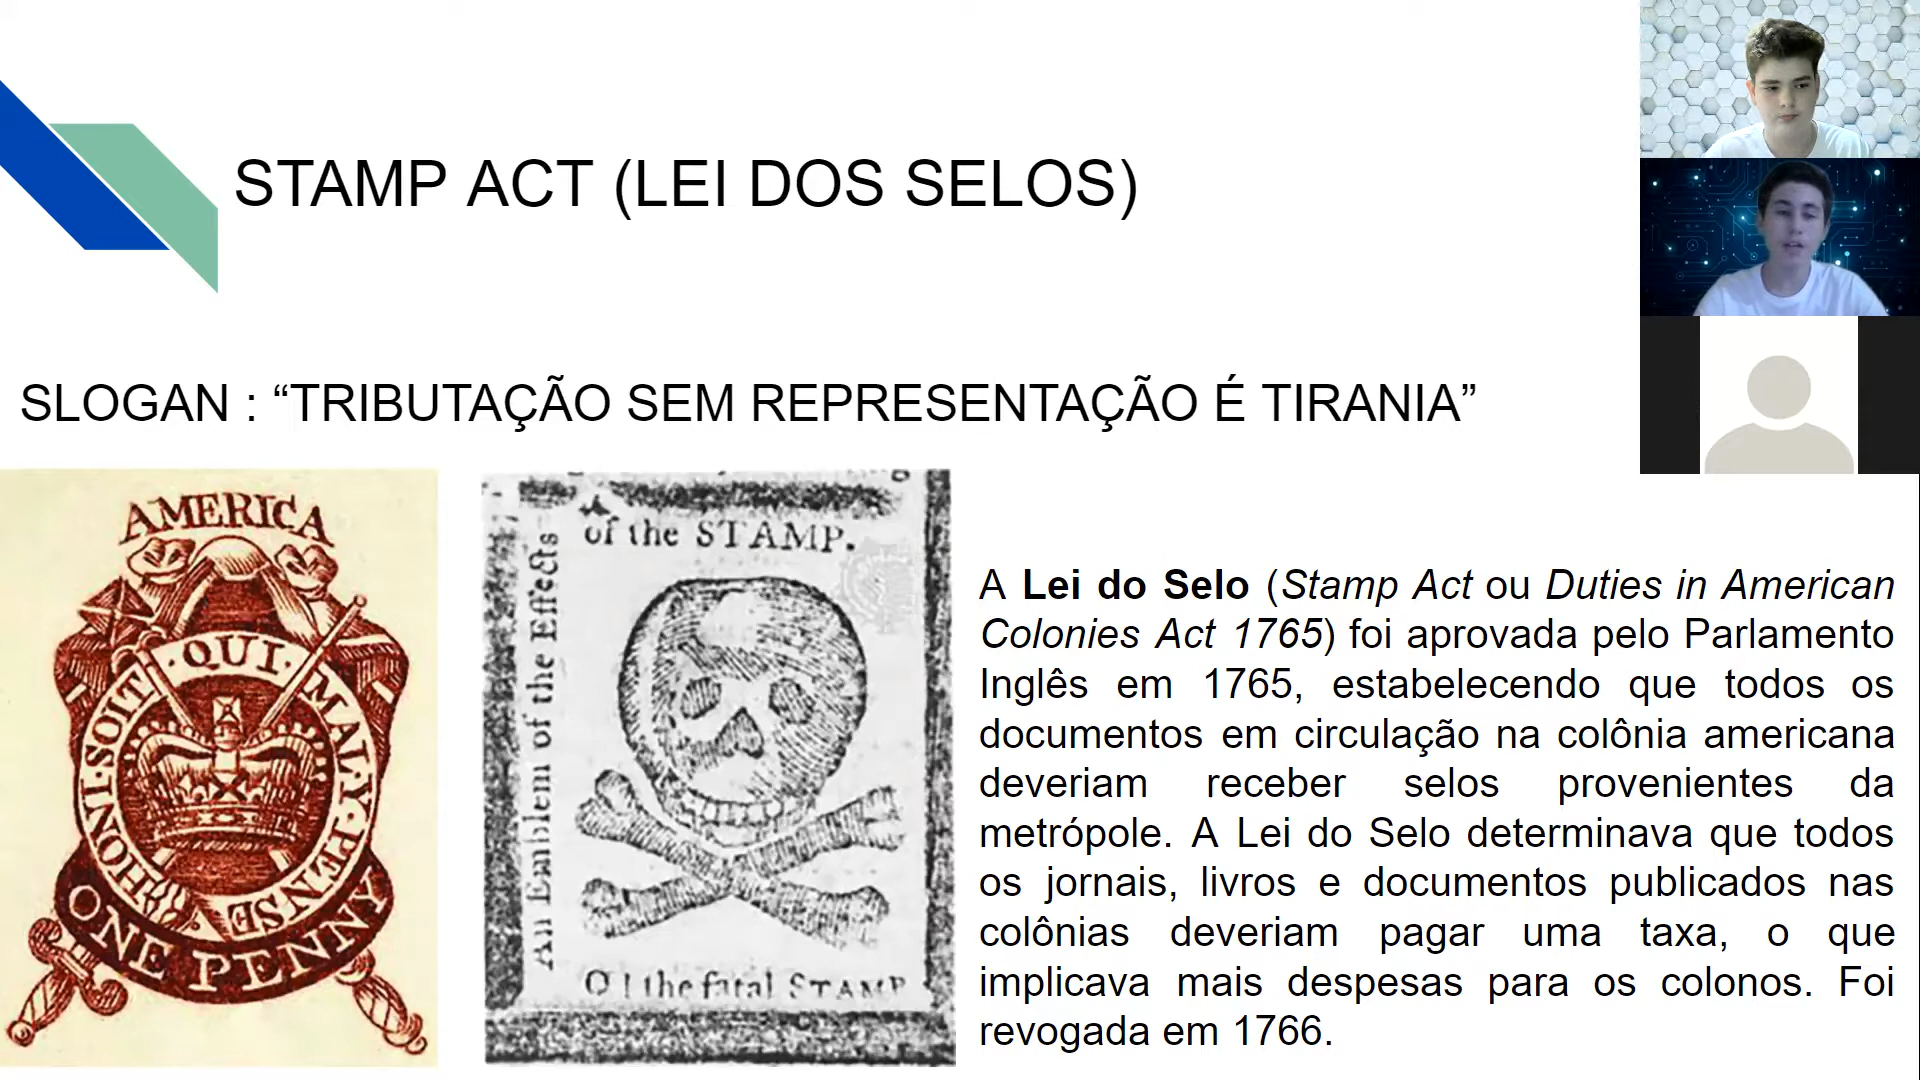 STAMP ACT (LEI DOS SELOS)
SLOGAN : “TRIBUTAÇÃO SEM REPRESENTAÇÃO É TIRANIA”
AMERICA
HONI·SOIT
·QUI·
MAL·Y·PENSE
ONE PENNY
An Emblem of the Effects
of the STAMP.
O! the fatal STAMP
A Lei do Selo (Stamp Act ou Duties in American
Colonies Act 1765) foi aprovada pelo Parlamento
Inglês em 1765, estabelecendo que todos os
documentos em circulação na colônia americana
deveriam receber selos provenientes da
metrópole. A Lei do Selo determinava que todos
os jornais, livros e documentos publicados nas
colônias deveriam pagar uma taxa, o que
implicava mais despesas para os colonos. Foi
revogada em 1766.